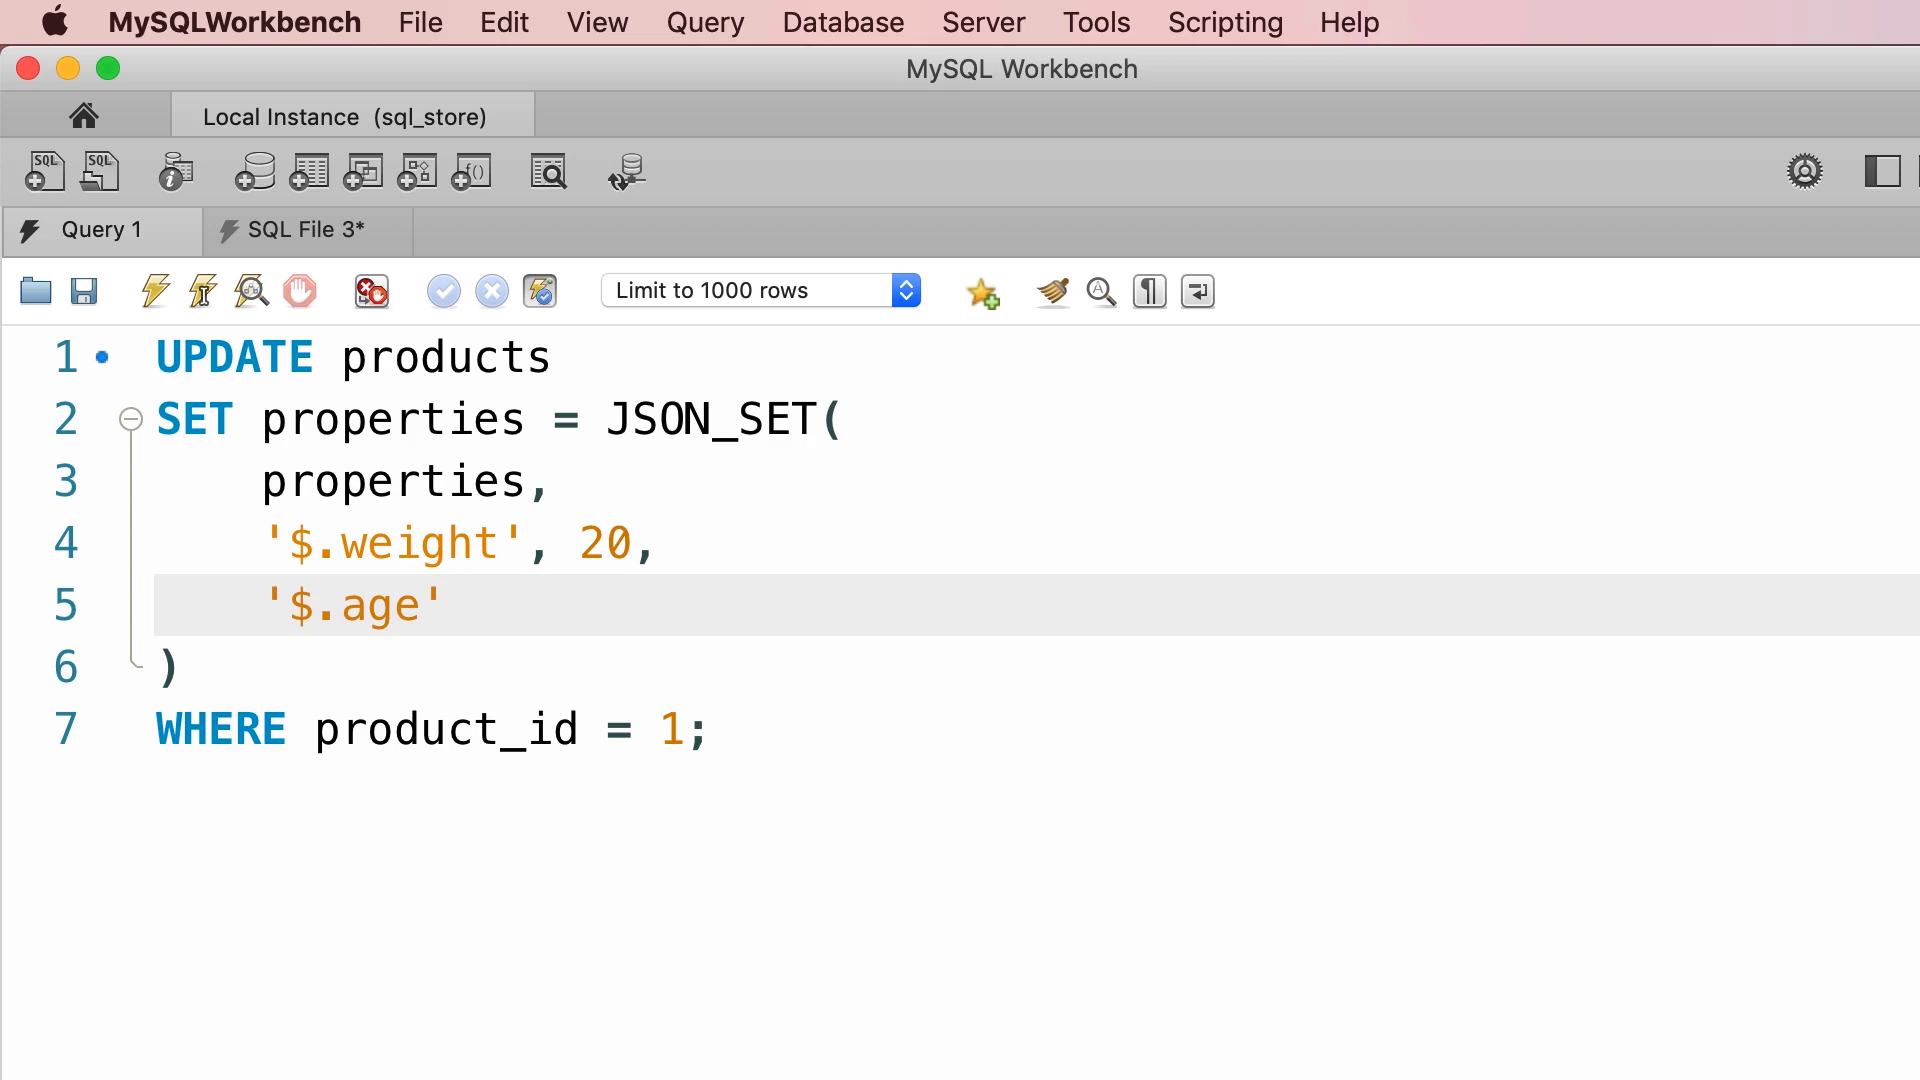 MySQLWorkbench File Edit View Query Database Server Tools Scripting Help
MySQL Workbench
Local Instance (sql_store)
SQL SQL i f()
Query 1 SQL File 3*
Limit to 1000 rows A ¶
1 UPDATE products
2 SET properties = JSON_SET(
3 properties,
4 '$.weight', 20,
5 '$.age'
6 )
7 WHERE product_id = 1;